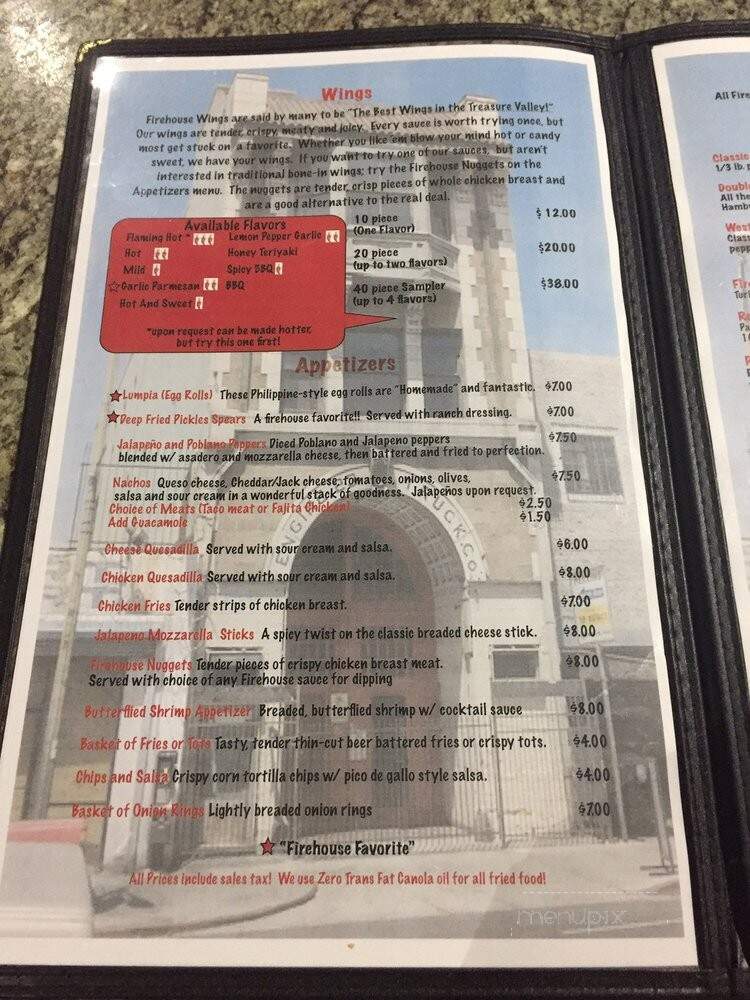 Wings
Firehouse Wings are said by many to be "The Best Wings in the Treasure Valley!"
Our wings are tender, crispy, meaty and juicy. Every sauce is worth trying once, but
most get stuck on a favorite. Whether you like 'em blow your mind hot or candy
sweet, we have your wings. If you want to try one of our sauces, but aren't
interested in traditional bone-in wings; try the Firehouse Nuggets on the
Appetizers menu. The nuggets are tender, crisp pieces of whole chicken breast and
are a good alternative to the real deal.
Available Flavors
Flaming Hot * Lemon Pepper Garlic
Hot Honey Teriyaki
Mild Spicy BBQ
Garlic Parmesan BBQ
Hot And Sweet
*upon request can be made hotter,
but try this one first!
10 piece $12.00
(One Flavor)
20 piece $20.00
(up to two flavors)
40 piece Sampler $38.00
(up to 4 flavors)
Appetizers
Lumpia (Egg Rolls) These Philippine-style egg rolls are "Homemade" and fantastic. $7.00
Deep Fried Pickles Spears A firehouse favorite!! Served with ranch dressing. $7.00
Jalapeño and Poblano Peppers Diced Poblano and Jalapeno peppers $7.50
blended w/ asadero and mozzarella cheese, then battered and fried to perfection.
Nachos Queso cheese, Cheddar/Jack cheese, tomatoes, onions, olives, $7.50
salsa and sour cream in a wonderful stack of goodness. Jalapeños upon request.
Choice of Meats (Taco meat or Fajita Chicken) $2.50
Add Guacamole $1.50
Cheese Quesadilla Served with sour cream and salsa. $6.00
Chicken Quesadilla Served with sour cream and salsa. $8.00
Chicken Fries Tender strips of chicken breast. $7.00
Jalapeno Mozzarella Sticks A spicy twist on the classic breaded cheese stick. $8.00
Firehouse Nuggets Tender pieces of crispy chicken breast meat. $8.00
Served with choice of any Firehouse sauce for dipping
Butterflied Shrimp Appetizer Breaded, butterflied shrimp w/ cocktail sauce $8.00
Basket of Fries or Tots Tasty, tender thin-cut beer battered fries or crispy tots. $4.00
Chips and Salsa Crispy corn tortilla chips w/ pico de gallo style salsa. $4.00
Basket of Onion Rings Lightly breaded onion rings $7.00
"Firehouse Favorite"
All Prices include sales tax! We use Zero Trans Fat Canola oil for all fried food!
menupix
All Fire
Classic
1/3 lb. p
Doubl
All the
Hambu
West
Class
pepp